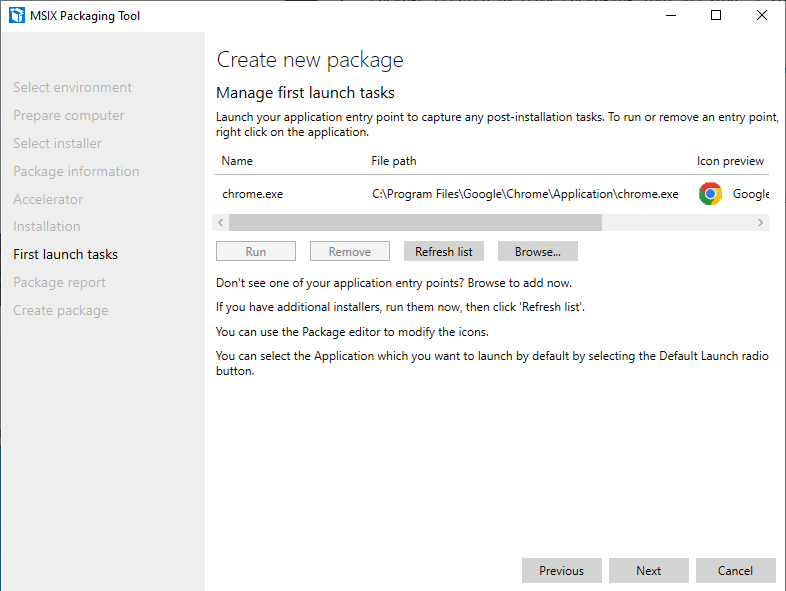 MSIX Packaging Tool
Create new package
Select environment
Prepare computer
Select installer
Package information
Accelerator
Installation
First launch tasks
Package report
Create package
Manage first launch tasks
Launch your application entry point to capture any post-installation tasks. To run or remove an entry point,
right click on the application.
Name File path Icon preview
chrome.exe C:\Program Files\Google\Chrome\Application\chrome.exe Google
Run Remove Refresh list Browse...
Don't see one of your application entry points? Browse to add now.
If you have additional installers, run them now, then click 'Refresh list'.
You can use the Package editor to modify the icons.
You can select the Application which you want to launch by default by selecting the Default Launch radio
button.
Previous Next Cancel